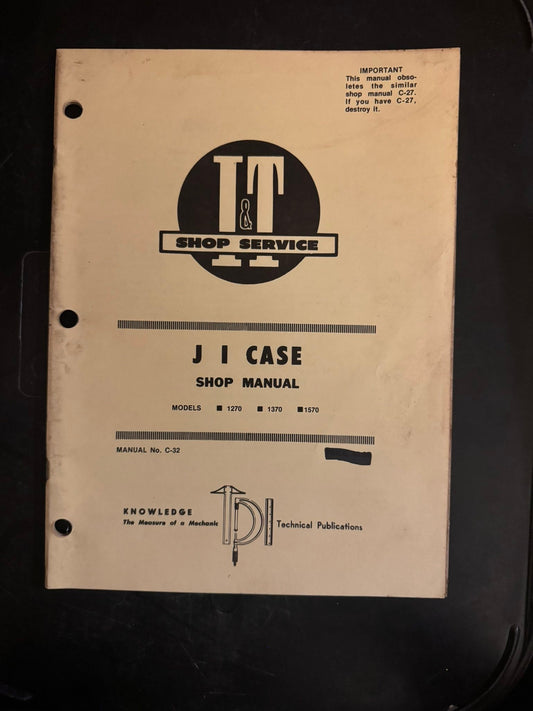 IMPORTANT
This manual obso-
letes the similar
shop manual C-27.
If you have C-27,
destroy it.
I&T
SHOP SERVICE
J I CASE
SHOP MANUAL
MODELS ■ 1270 ■ 1370 ■ 1570
MANUAL No. C-32
KNOWLEDGE
The Measure of a Mechanic
TPI
Technical Publications